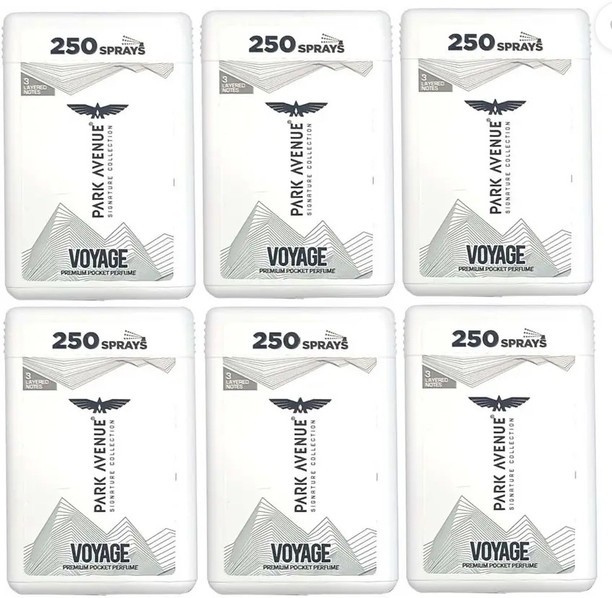 250 SPRAYS
3
LAYERED
NOTES
PARK AVENUE®
SIGNATURE COLLECTION
VOYAGE
PREMIUM POCKET PERFUME
250 SPRAYS
3
LAYERED
NOTES
PARK AVENUE®
SIGNATURE COLLECTION
VOYAGE
PREMIUM POCKET PERFUME
250 SPRAYS
3
LAYERED
NOTES
PARK AVENUE®
SIGNATURE COLLECTION
VOYAGE
PREMIUM POCKET PERFUME
250 SPRAYS
3
LAYERED
NOTES
PARK AVENUE®
SIGNATURE COLLECTION
VOYAGE
PREMIUM POCKET PERFUME
250 SPRAYS
3
LAYERED
NOTES
PARK AVENUE®
SIGNATURE COLLECTION
VOYAGE
PREMIUM POCKET PERFUME
250 SPRAYS
3
LAYERED
NOTES
PARK AVENUE®
SIGNATURE COLLECTION
VOYAGE
PREMIUM POCKET PERFUME